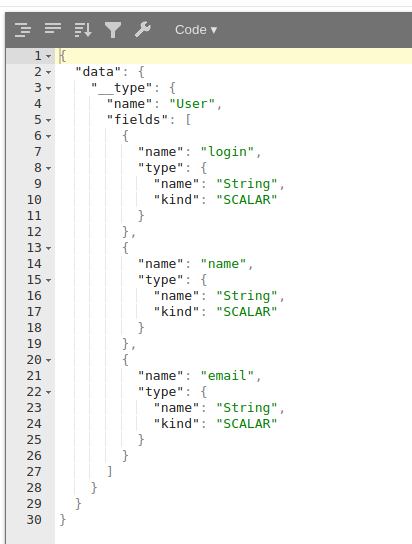 Code ▾
1 {
2 "data": {
3 "__type": {
4 "name": "User",
5 "fields": [
6 {
7 "name": "login",
8 "type": {
9 "name": "String",
10 "kind": "SCALAR"
11 }
12 },
13 {
14 "name": "name",
15 "type": {
16 "name": "String",
17 "kind": "SCALAR"
18 }
19 },
20 {
21 "name": "email",
22 "type": {
23 "name": "String",
24 "kind": "SCALAR"
25 }
26 }
27 ]
28 }
29 }
30 }